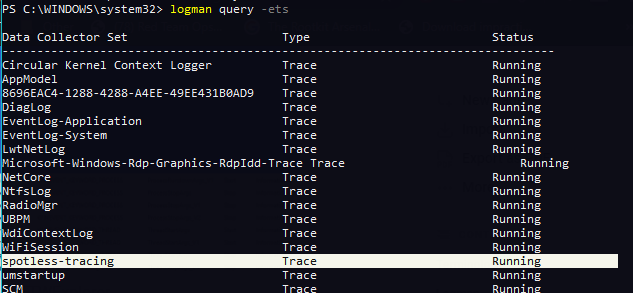 PS C:\WINDOWS\system32> logman query -ets
Data Collector Set Type Status
-------------------------------------------------------------------------------
Circular Kernel Context Logger Trace Running
AppModel Trace Running
8696EAC4-1288-4288-A4EE-49EE431B0AD9 Trace Running
DiagLog Trace Running
EventLog-Application Trace Running
EventLog-System Trace Running
LwtNetLog Trace Running
Microsoft-Windows-Rdp-Graphics-RdpIdd-Trace Trace Running
NetCore Trace Running
NtfsLog Trace Running
RadioMgr Trace Running
UBPM Trace Running
WdiContextLog Trace Running
WiFiSession Trace Running
spotless-tracing Trace Running
umstartup Trace Running
SCM Trace Running